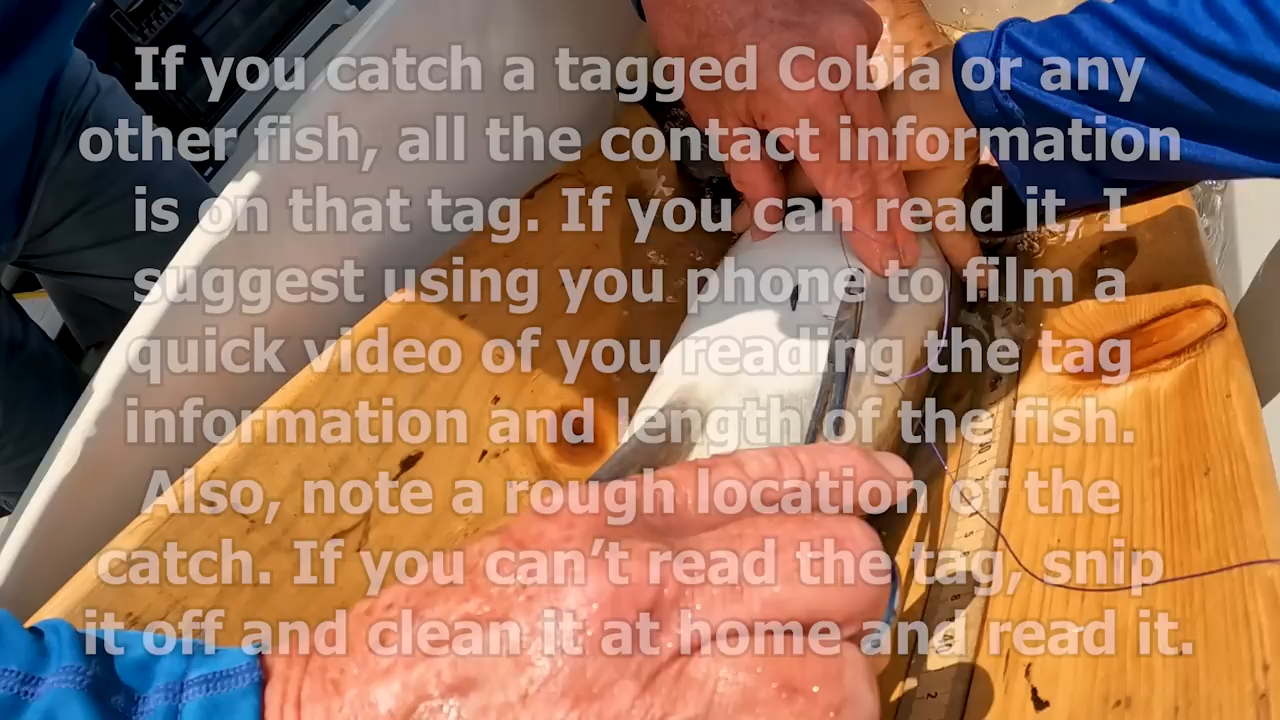 If you catch a tagged Cobia or any
other fish, all the contact information
is on that tag. If you can read it, I
suggest using you phone to film a
quick video of you reading the tag
information and length of the fish.
Also, note a rough location of the
catch. If you can’t read the tag, snip
it off and clean it at home and read it.